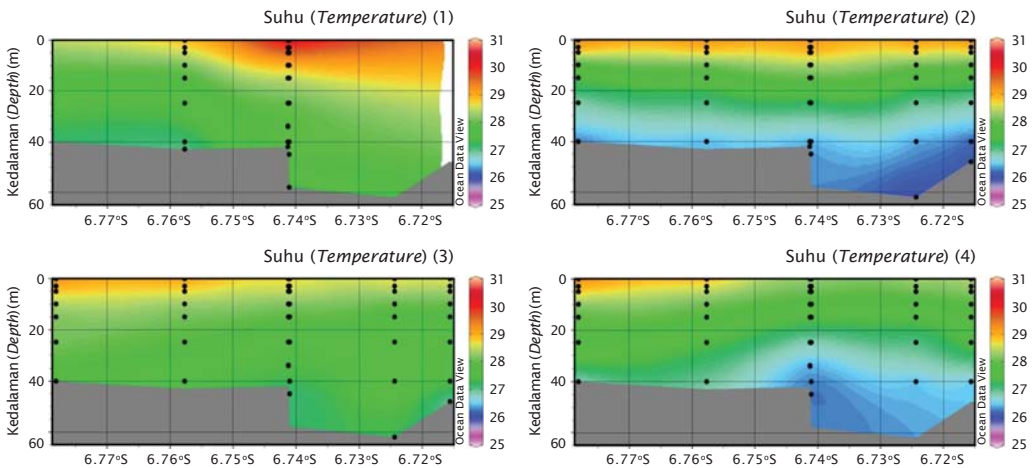 Suhu (Temperature) (1)
Kedalaman (Depth)(m)
0
20
40
60
6.77°S 6.76°S 6.75°S 6.74°S 6.73°S 6.72°S
Ocean Data View
31
30
29
28
27
26
25
Suhu (Temperature) (2)
Kedalaman (Depth)(m)
0
20
40
60
6.77°S 6.76°S 6.75°S 6.74°S 6.73°S 6.72°S
Ocean Data View
31
30
29
28
27
26
25
Suhu (Temperature) (3)
Kedalaman (Depth)(m)
0
20
40
60
6.77°S 6.76°S 6.75°S 6.74°S 6.73°S 6.72°S
Ocean Data View
31
30
29
28
27
26
25
Suhu (Temperature) (4)
Kedalaman (Depth)(m)
0
20
40
60
6.77°S 6.76°S 6.75°S 6.74°S 6.73°S 6.72°S
Ocean Data View
31
30
29
28
27
26
25